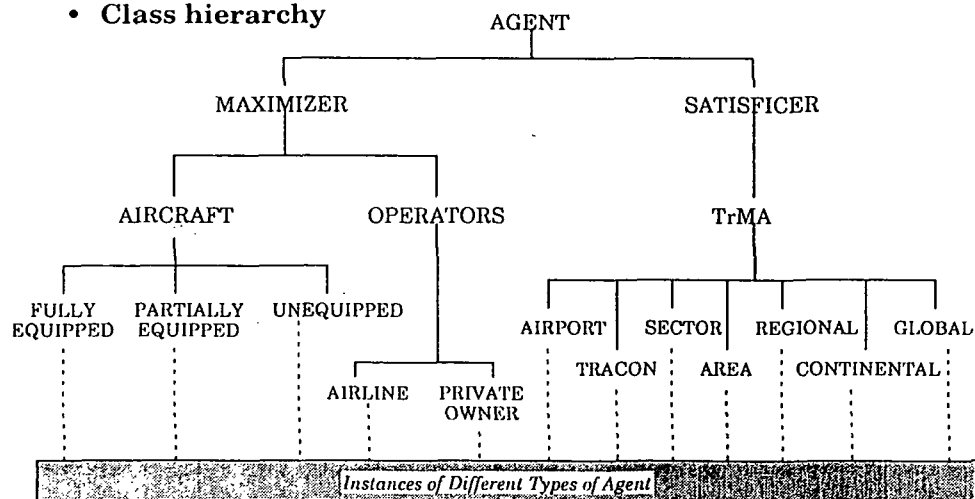 • Class hierarchy
AGENT
MAXIMIZER
SATISFICER
AIRCRAFT
OPERATORS
TrMA
FULLY
EQUIPPED
PARTIALLY
EQUIPPED
UNEQUIPPED
AIRPORT
SECTOR
REGIONAL
GLOBAL
TRACON
AREA
CONTINENTAL
AIRLINE
PRIVATE
OWNER
Instances of Different Types of Agent